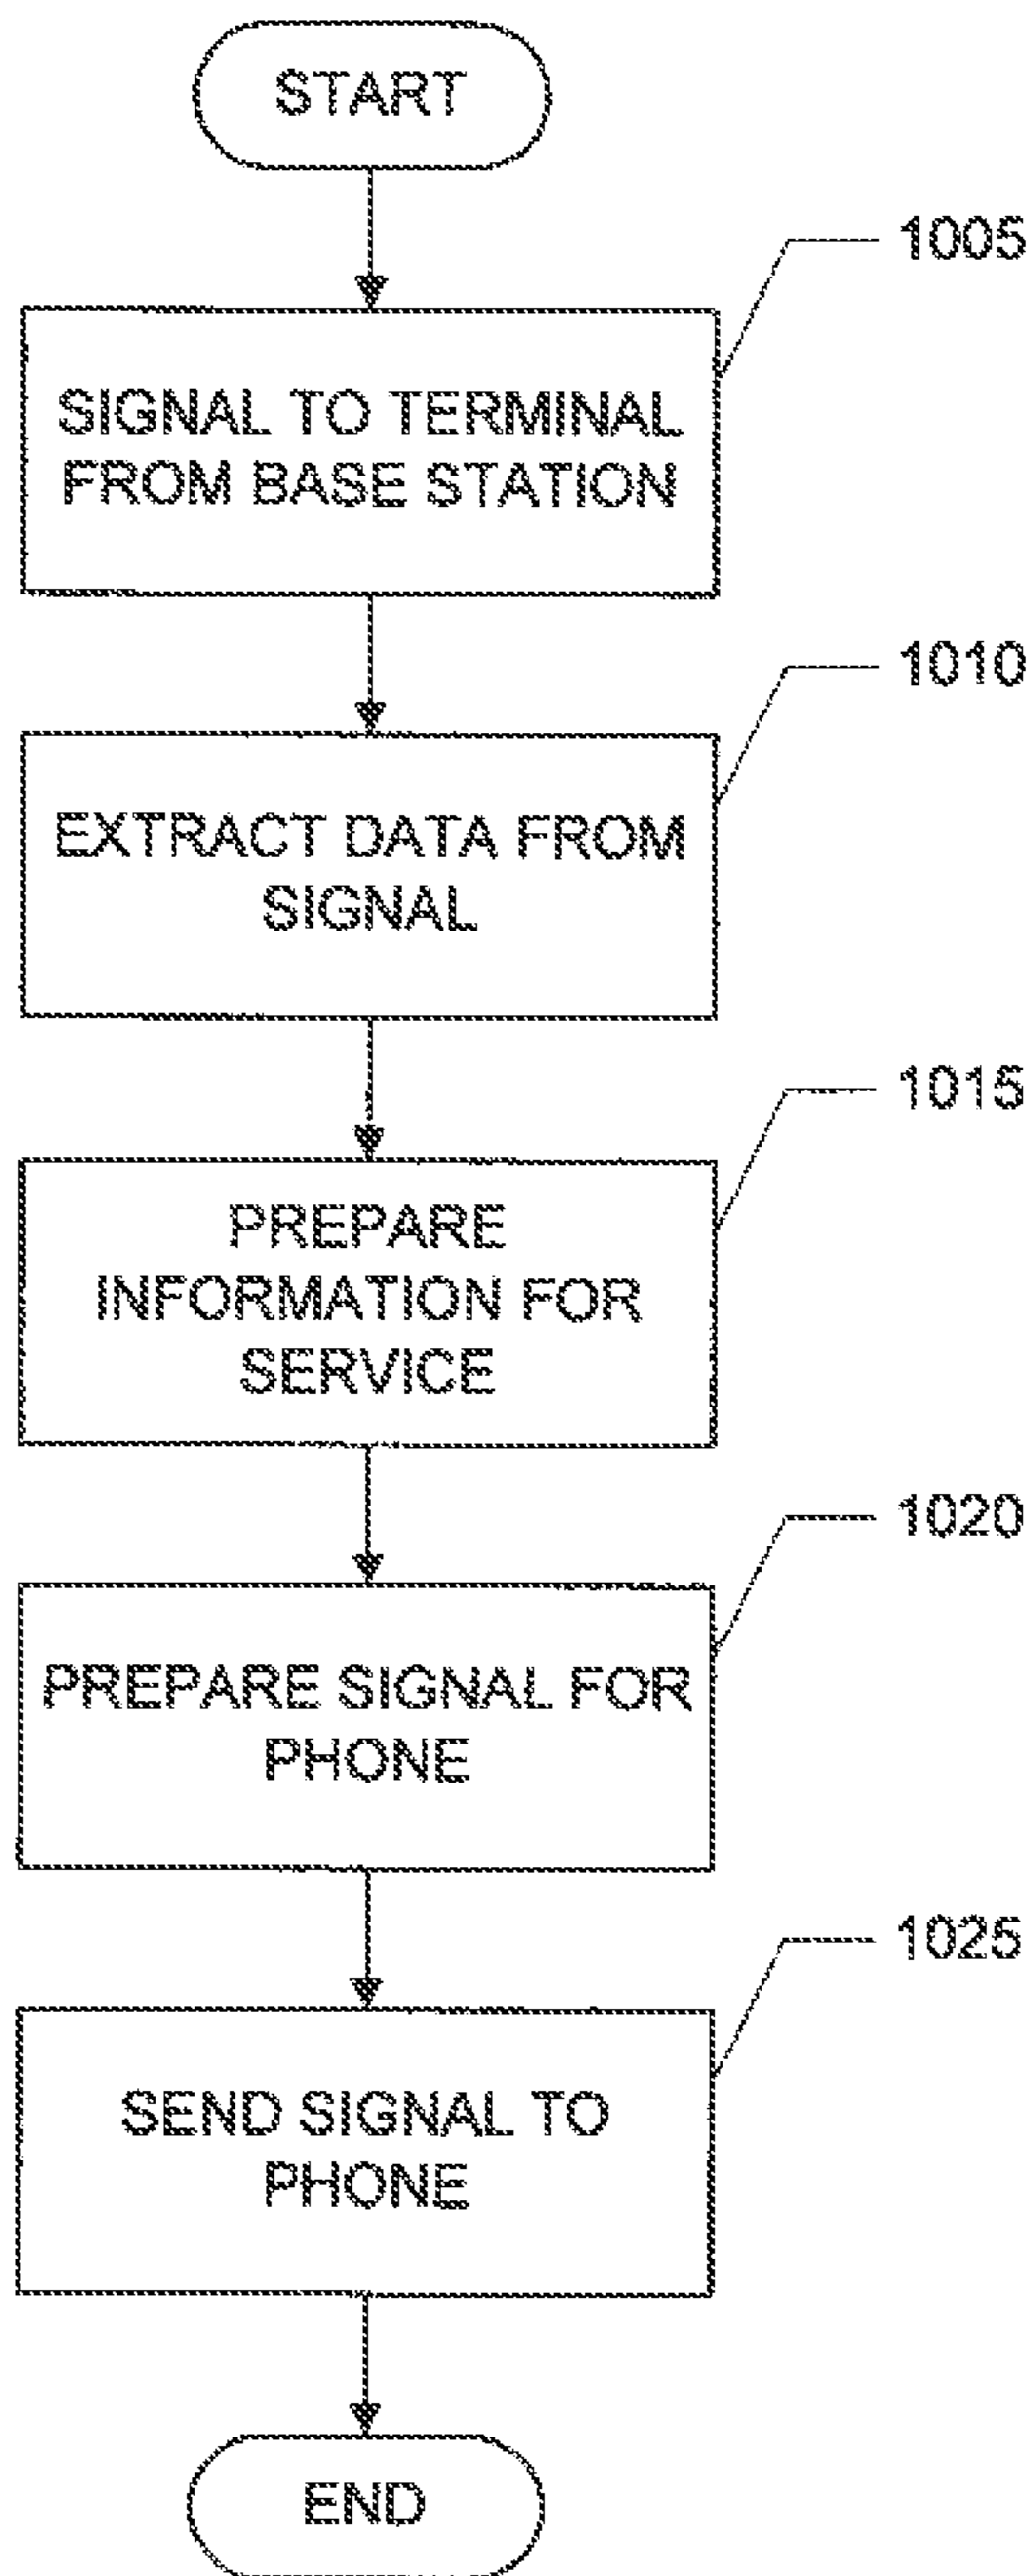 START
1005
SIGNAL TO TERMINAL
FROM BASE STATION
1010
EXTRACT DATA FROM
SIGNAL
1015
PREPARE
INFORMATION FOR
SERVICE
1020
PREPARE SIGNAL FOR
PHONE
1025
SEND SIGNAL TO
PHONE
END